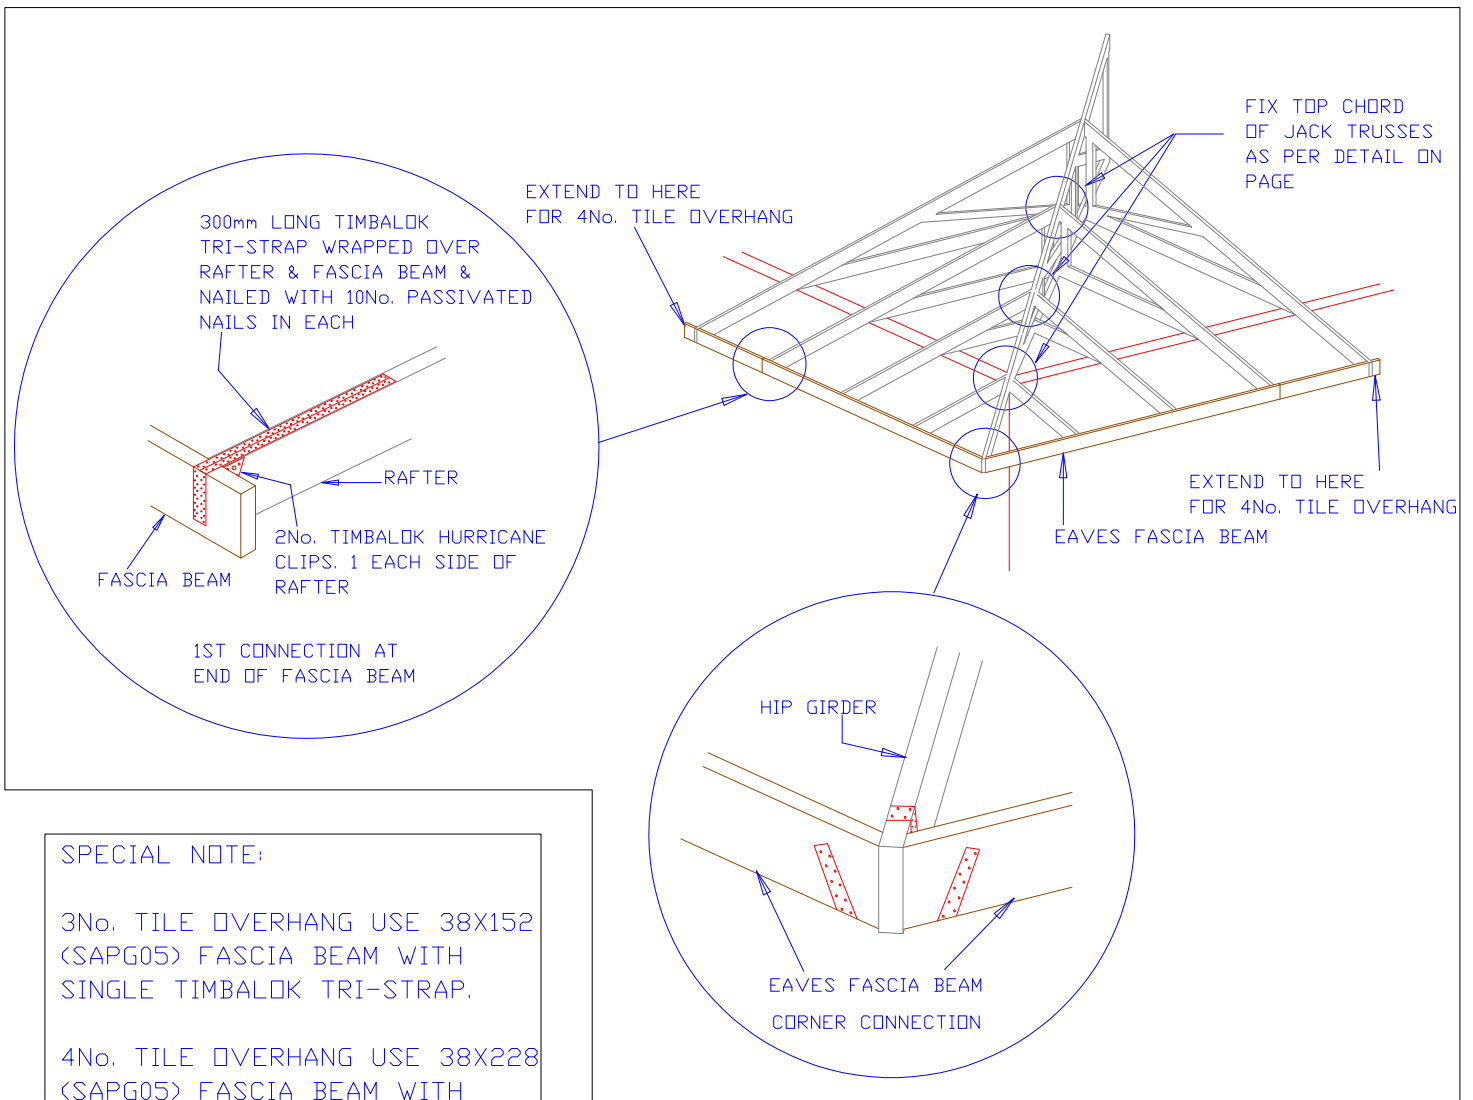 FIX TOP CHORD
OF JACK TRUSSES
AS PER DETAIL ON
PAGE
EXTEND TO HERE
FOR 4No. TILE OVERHANG
300mm LONG TIMBALOK
TRI-STRAP WRAPPED OVER
RAFTER & FASCIA BEAM &
NAILED WITH 10No. PASSIVATED
NAILS IN EACH
RAFTER
2No. TIMBALOK HURRICANE
CLIPS. 1 EACH SIDE OF
RAFTER
FASCIA BEAM
1ST CONNECTION AT
END OF FASCIA BEAM
EXTEND TO HERE
FOR 4No. TILE OVERHANG
EAVES FASCIA BEAM
HIP GIRDER
EAVES FASCIA BEAM
CORNER CONNECTION
SPECIAL NOTE:
3No. TILE OVERHANG USE 38X152
(SAPG05) FASCIA BEAM WITH
SINGLE TIMBALOK TRI-STRAP.
4No. TILE OVERHANG USE 38X228
(SAPG05) FASCIA BEAM WITH